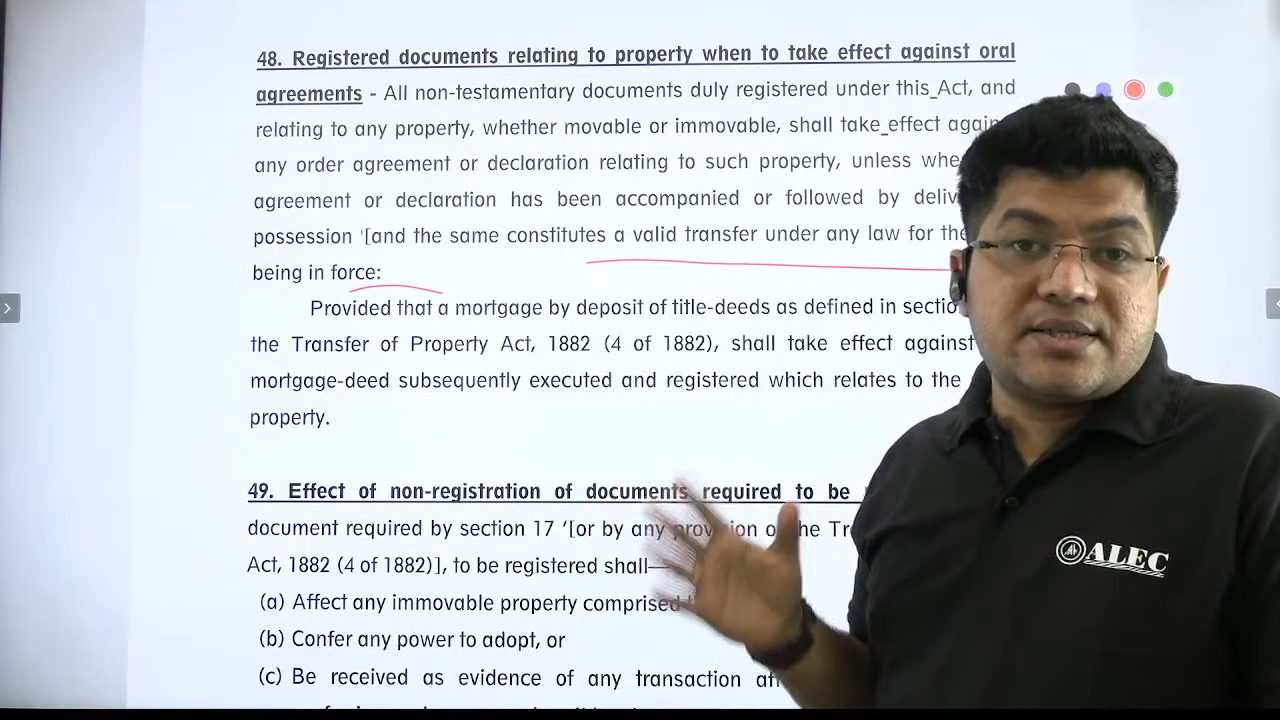 48. Registered documents relating to property when to take effect against oral
agreements - All non-testamentary documents duly registered under this_Act, and
relating to any property, whether movable or immovable, shall take_effect
any order agreement or declaration relating to such property, unless
agreement or declaration has been accompanied or followed by
possession '[and the same constitutes a valid transfer under any law for
being in force:
Provided that a mortgage by deposit of title-deeds as defined in
the Transfer of Property Act, 1882 (4 of 1882), shall take effect against
mortgage-deed subsequently executed and registered which relates to the
property.
49. Effect of non-registration of documents required to be
document required by section 17 '[or by any provision
Act, 1882 (4 of 1882)], to be registered shall—
(a) Affect any immovable property comprised
(b) Confer any power to adopt, or
(c) Be received as evidence of any transaction
ALEC